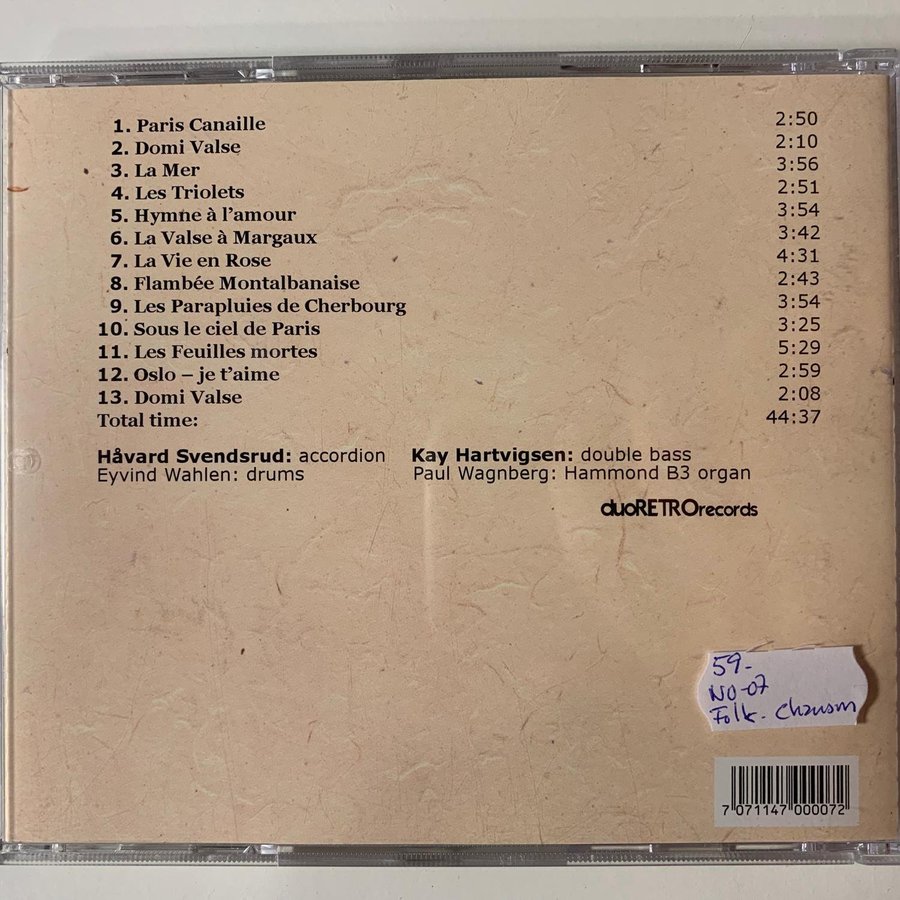 1. Paris Canaille 2:50
2. Domi Valse 2:10
3. La Mer 3:56
4. Les Triolets 2:51
5. Hymne à l'amour 3:54
6. La Valse à Margaux 3:42
7. La Vie en Rose 4:31
8. Flambée Montalbanaise 2:43
9. Les Parapluies de Cherbourg 3:54
10. Sous le ciel de Paris 3:25
11. Les Feuilles mortes 5:29
12. Oslo – je t'aime 2:59
13. Domi Valse 2:08
Total time: 44:37
Håvard Svendsrud: accordion Kay Hartvigsen: double bass
Eyvind Wahlen: drums Paul Wagnberg: Hammond B3 organ
duoRETROrecords
59-
NO-07
Folk - Chanson
7 071147 000072